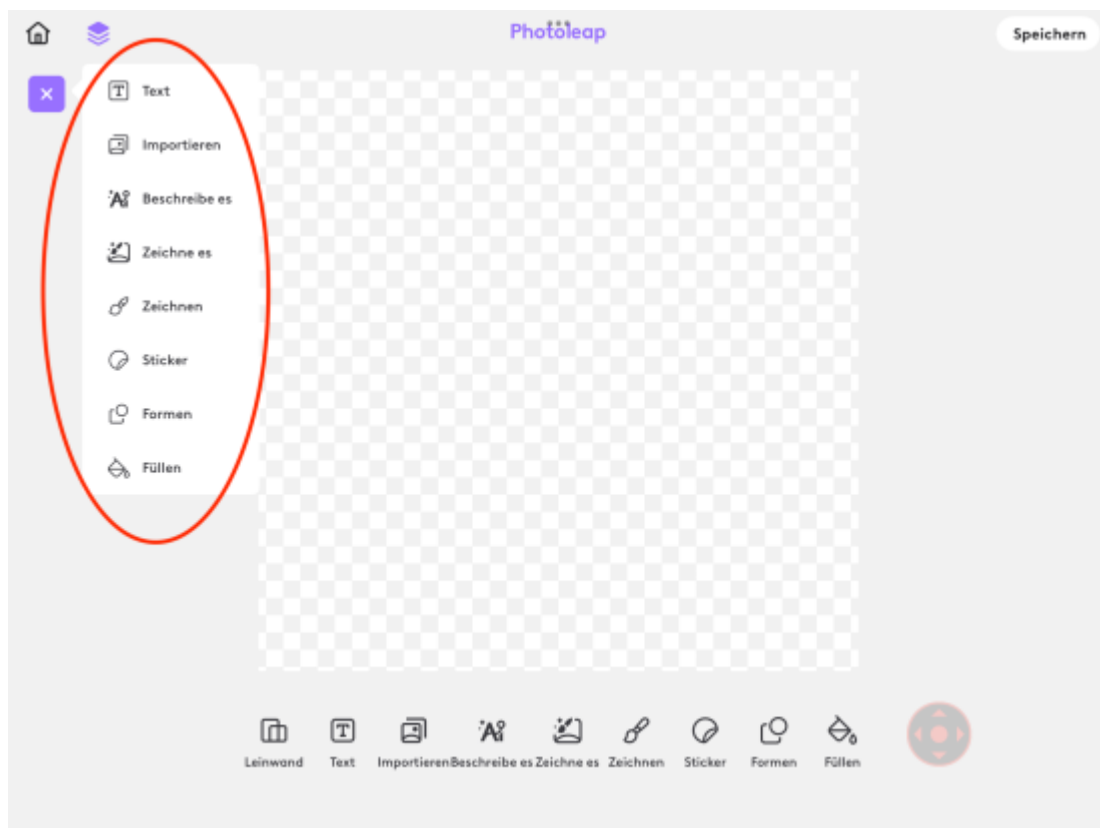 Photoleap
Speichern
Text
Importieren
Beschreibe es
Zeichne es
Zeichnen
Sticker
Formen
Füllen
Leinwand Text Importieren Beschreibe es Zeichne es Zeichnen Sticker Formen Füllen